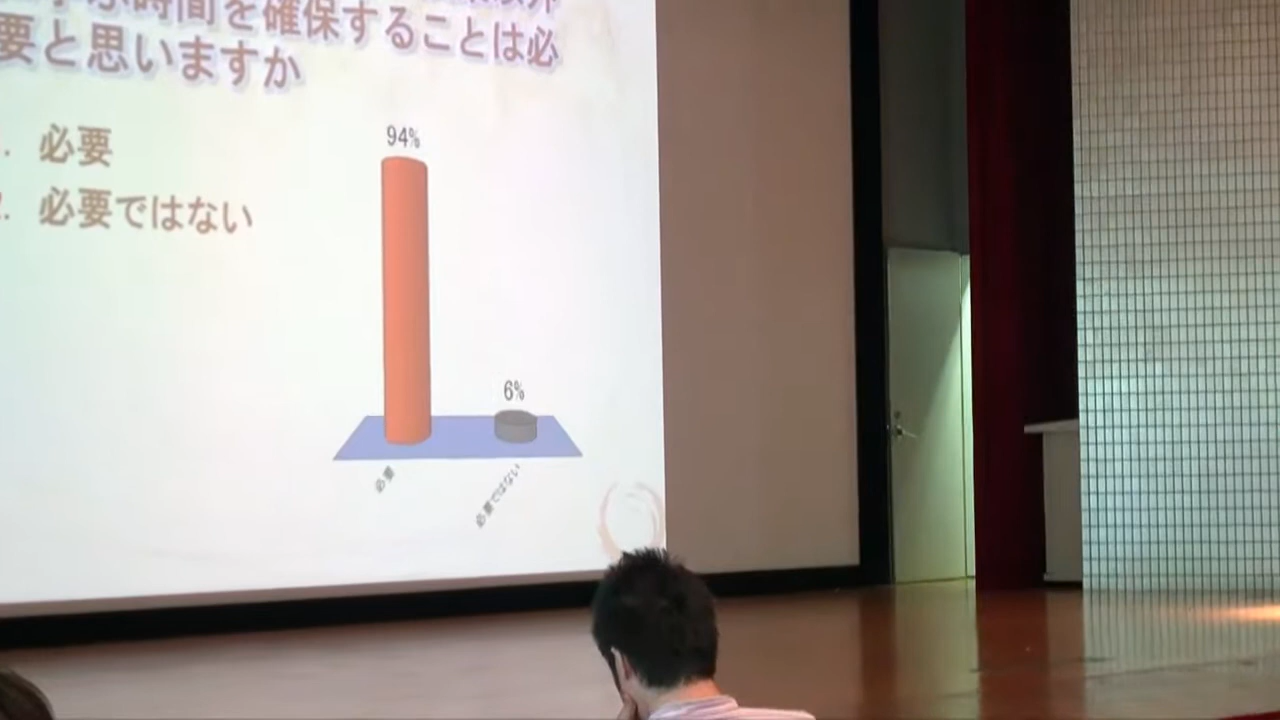 時間を確保することは必
要と思いますか
必要
必要ではない
94%
6%
必要
必要ではない